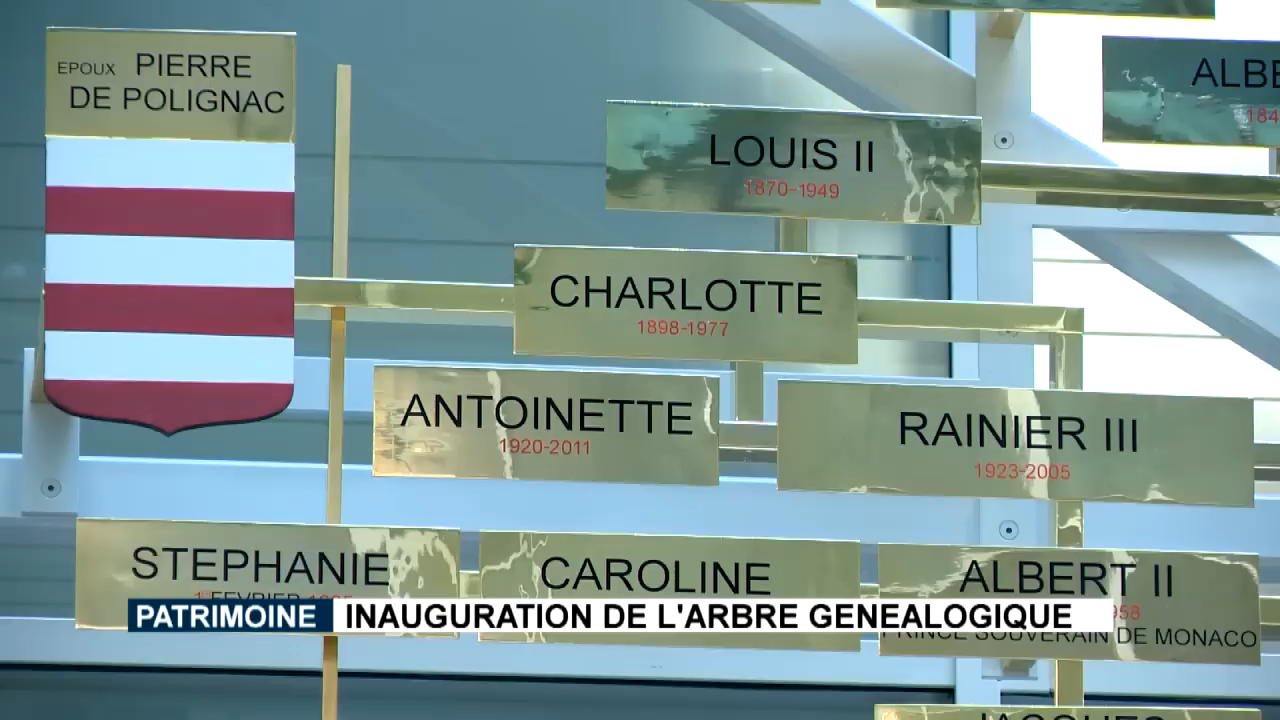 EPOUX PIERRE
DE POLIGNAC
LOUIS II
1870-1949
CHARLOTTE
1898-1977
ANTOINETTE
1920-2011
RAINIER III
1923-2005
STEPHANIE
CAROLINE
ALBERT II
PRINCE SOUVERAIN DE MONACO
PATRIMOINE INAUGURATION DE L'ARBRE GENEALOGIQUE